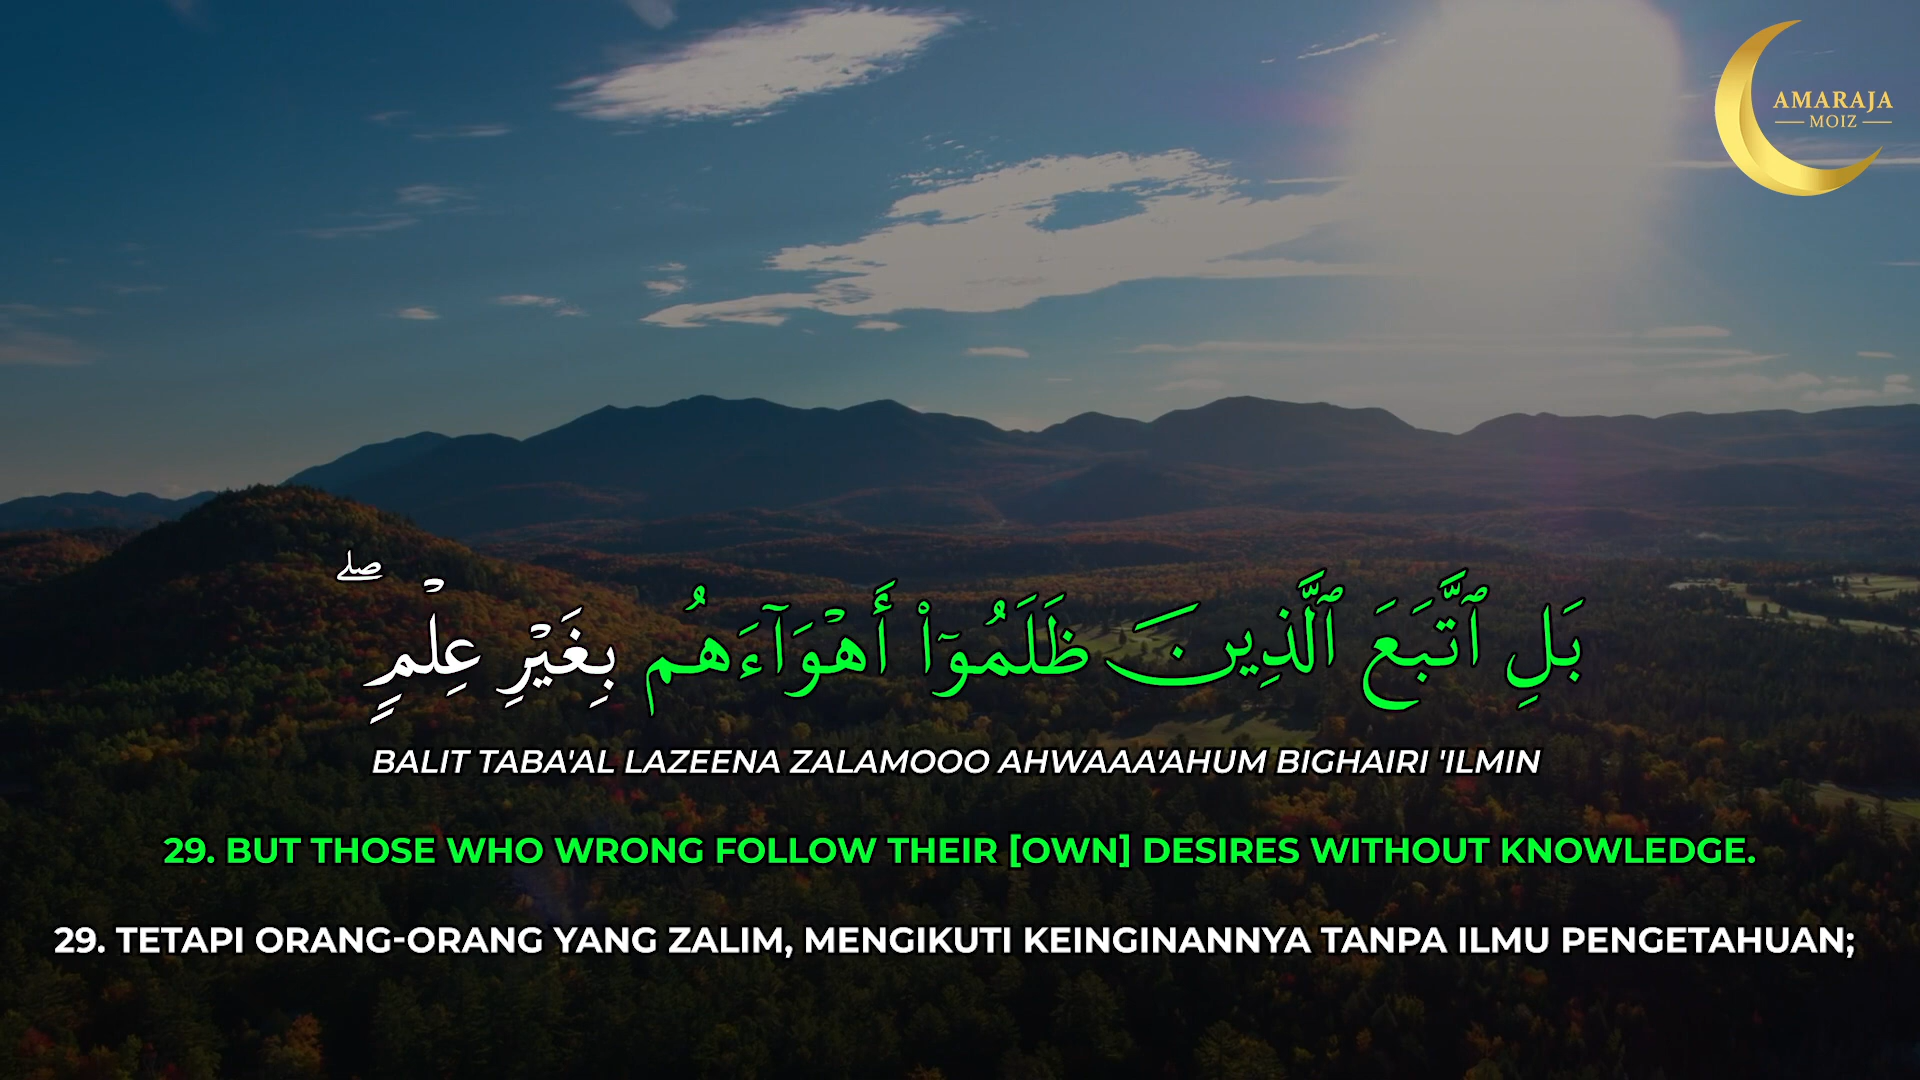 AMARAJA
MOIZ
بَلِ ٱتَّبَعَ ٱلَّذِينَ ظَلَمُوٓا۟ أَهْوَآءَهُم بِغَيْرِ عِلْمٍۢ ۖ
BALIT TABA'AL LAZEENA ZALAMOOO AHWAAA'AHUM BIGHAIRI 'ILMIN
29. BUT THOSE WHO WRONG FOLLOW THEIR [OWN] DESIRES WITHOUT KNOWLEDGE.
29. TETAPI ORANG-ORANG YANG ZALIM, MENGIKUTI KEINGINANNYA TANPA ILMU PENGETAHUAN;